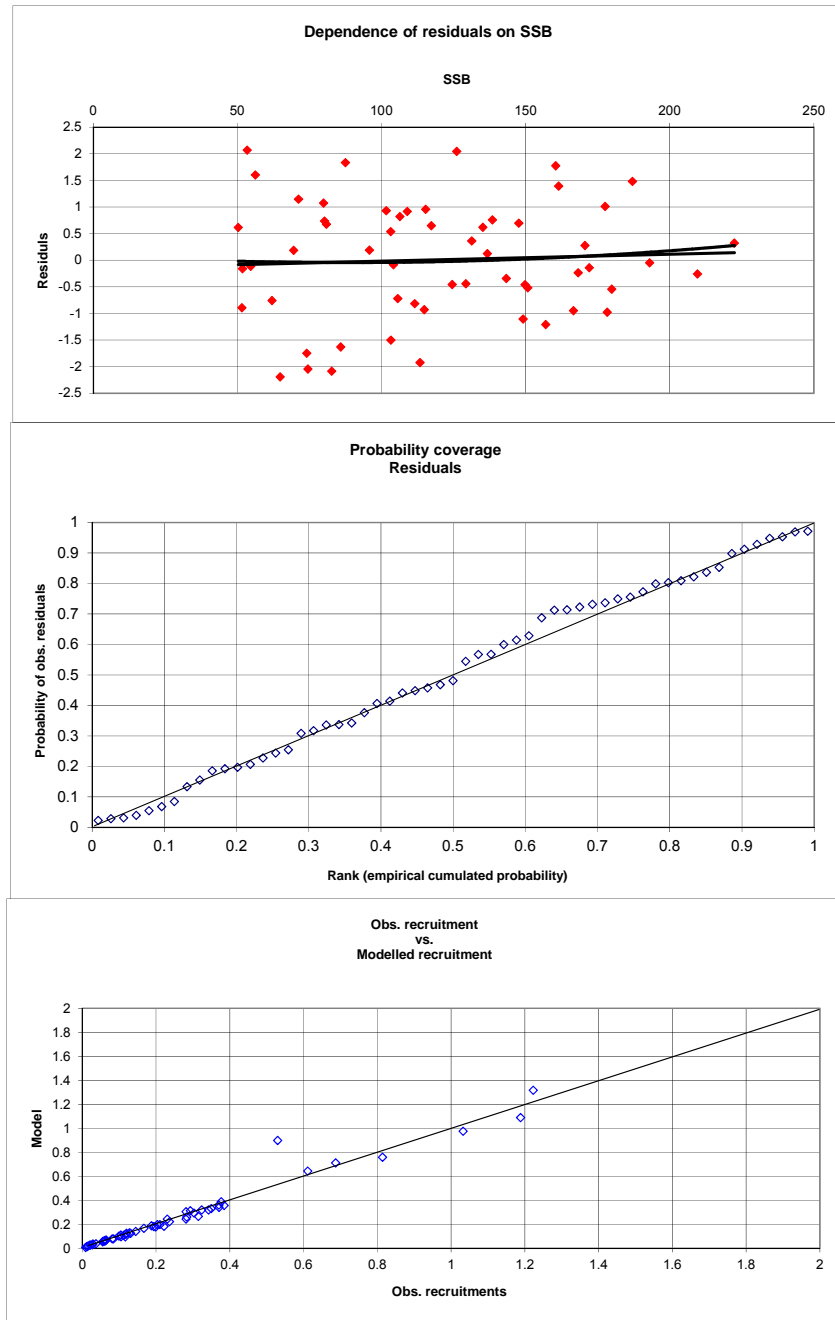 Dependence of residuals on SSB
SSB
0 50 100 150 200 250
2.5
2
1.5
1
0.5
0
-0.5
-1
-1.5
-2
-2.5
Residuls
Probability coverage
Residuals
1
0.9
0.8
0.7
0.6
0.5
0.4
0.3
0.2
0.1
0
Probability of obs. residuals
0 0.1 0.2 0.3 0.4 0.5 0.6 0.7 0.8 0.9 1
Rank (empirical cumulated probability)
Obs. recruitment
vs.
Modelled recruitment
2
1.8
1.6
1.4
1.2
1
0.8
0.6
0.4
0.2
0
Model
0 0.2 0.4 0.6 0.8 1 1.2 1.4 1.6 1.8 2
Obs. recruitments